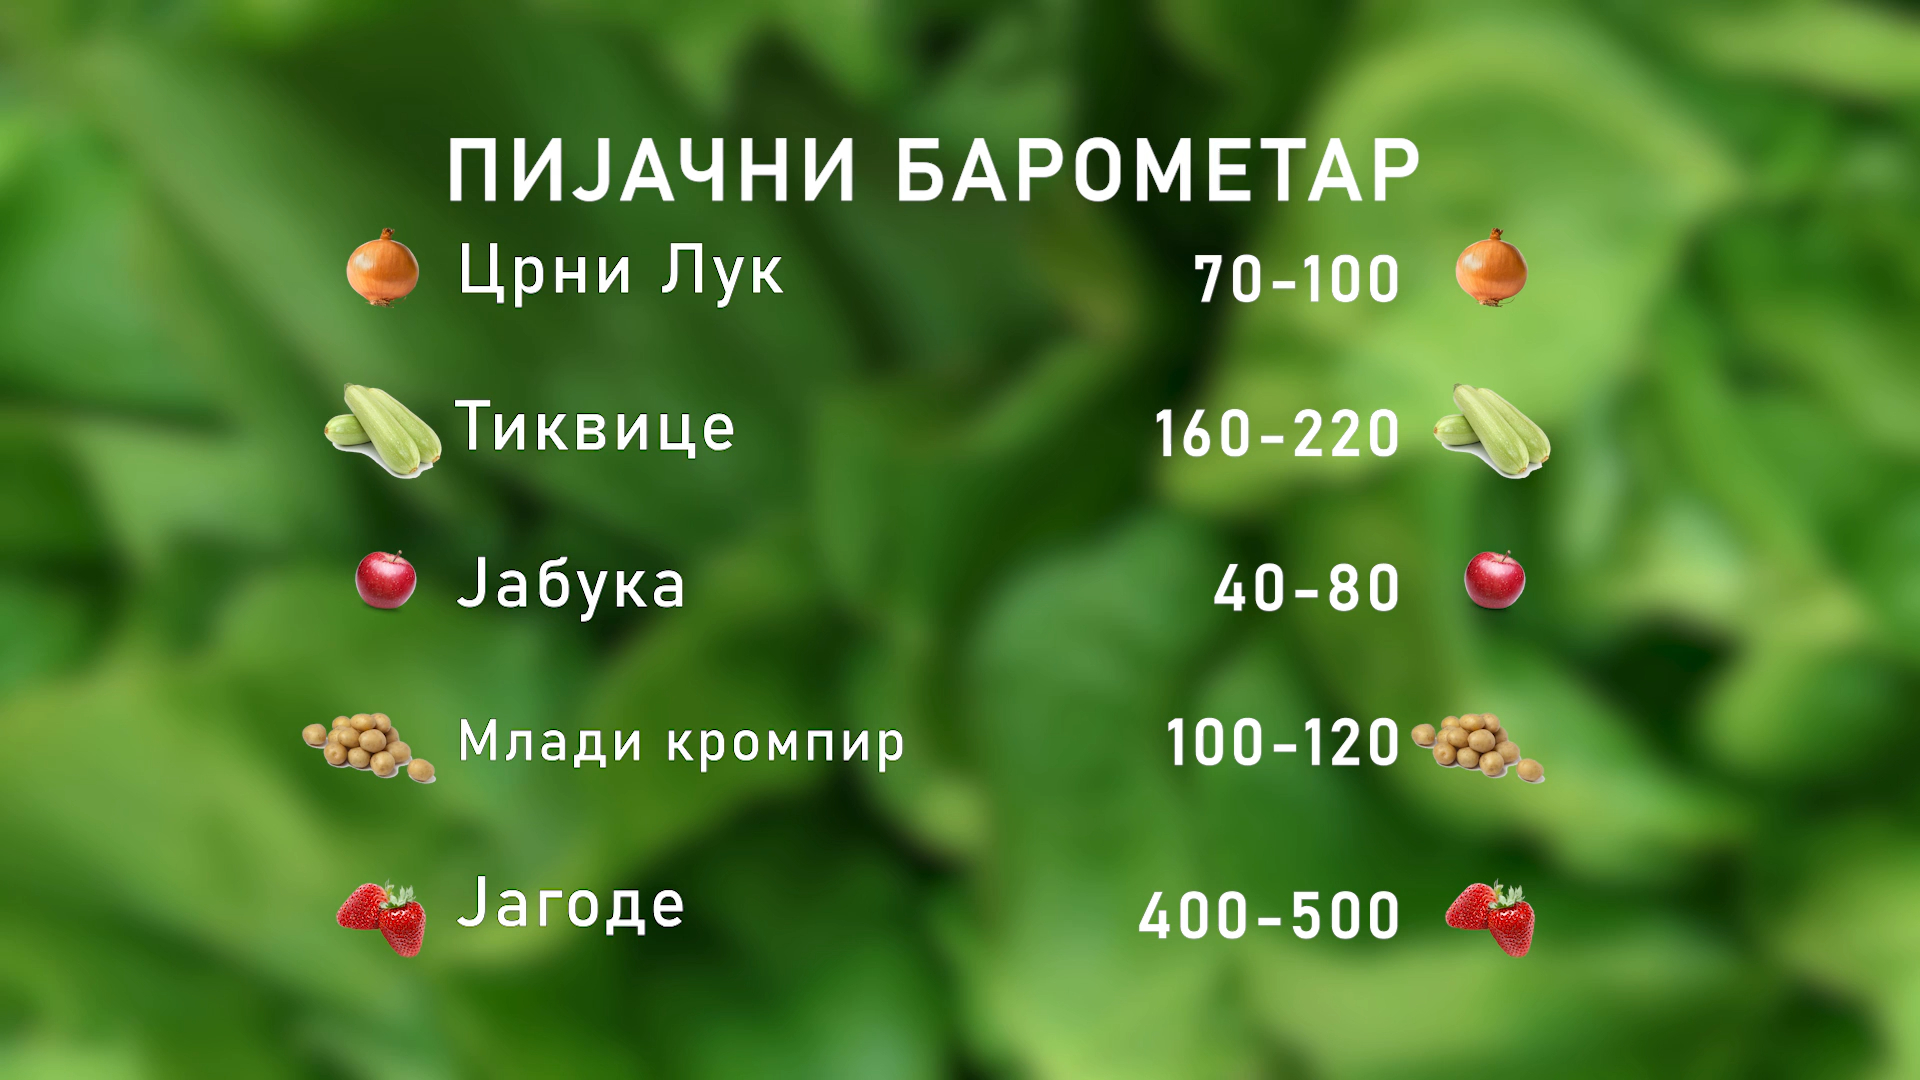 ПИЈАЧНИ БАРОМЕТАР
Црни Лук 70-100
Тиквице 160-220
Јабука 40-80
Млади кромпир 100-120
Јагоде 400-500